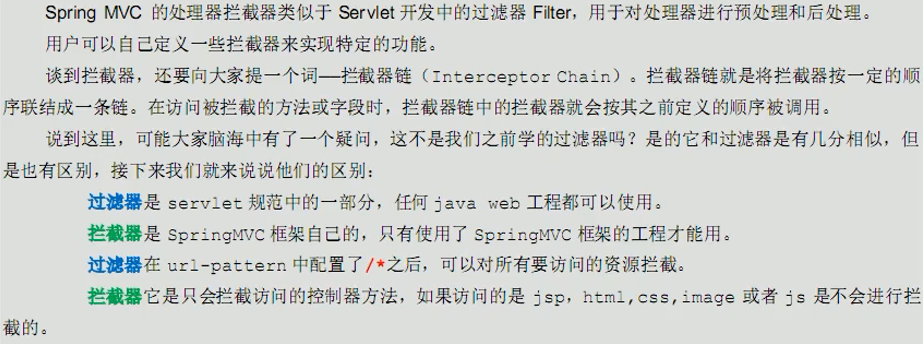 Spring MVC 的处理器拦截器类似于 Servlet 开发中的过滤器 Filter，用于对处理器进行预处理和后处理。
用户可以自己定义一些拦截器来实现特定的功能。
谈到拦截器，还要向大家提一个词——拦截器链（Interceptor Chain）。拦截器链就是将拦截器按一定的顺
序联结成一条链。在访问被拦截的方法或字段时，拦截器链中的拦截器就会按其之前定义的顺序被调用。
说到这里，可能大家脑海中有了一个疑问，这不是我们之前学的过滤器吗？是的它和过滤器是有几分相似，但
是也有区别，接下来我们就来说说他们的区别：
过滤器是 servlet 规范中的一部分，任何 java web 工程都可以使用。
拦截器是 SpringMVC 框架自己的，只有使用了 SpringMVC 框架的工程才能用。
过滤器在 url-pattern 中配置了/*之后，可以对所有要访问的资源拦截。
拦截器它是只会拦截访问的控制器方法，如果访问的是 jsp，html,css,image 或者 js 是不会进行拦
截的。